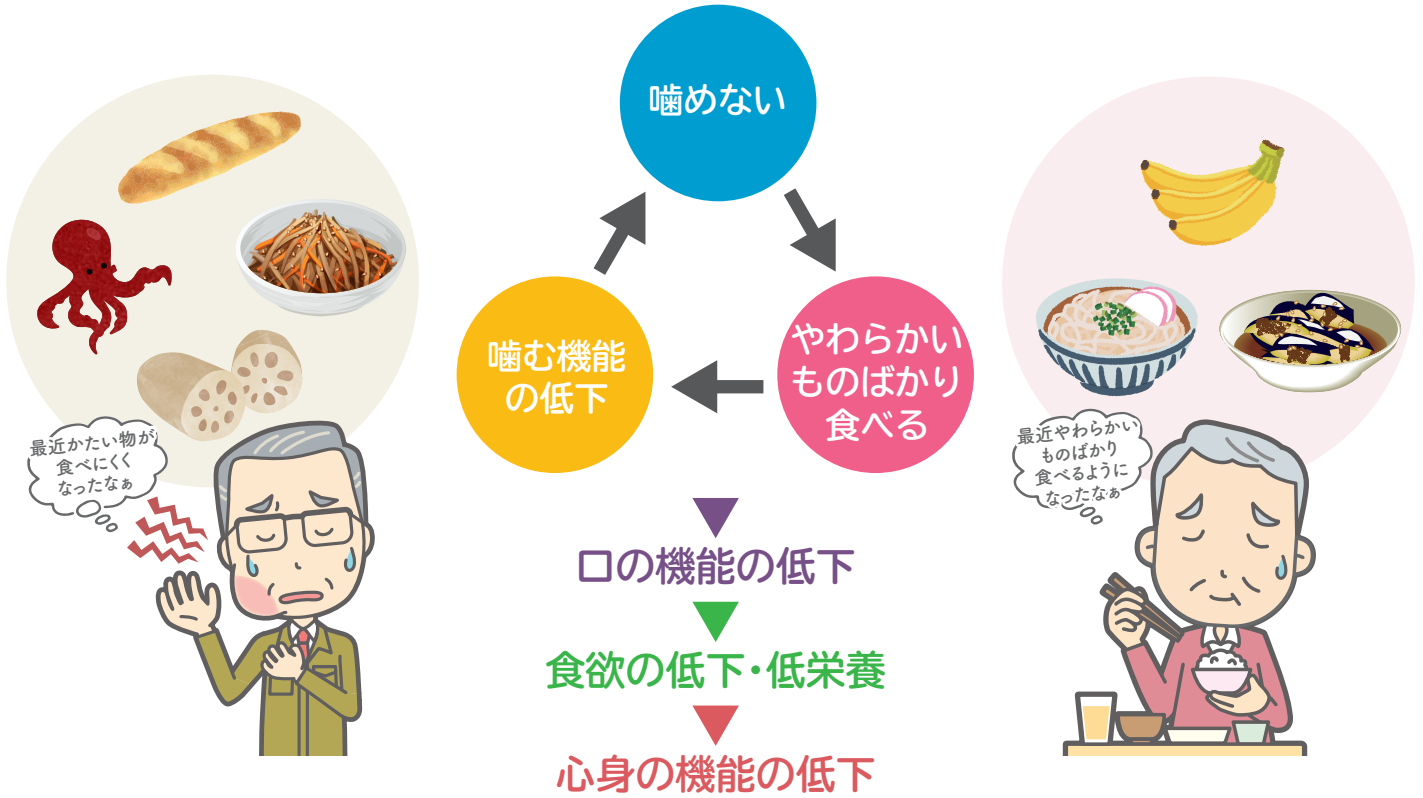 噛めない
やわらかい
ものばかり
食べる
噛む機能
の低下
最近かたい物が
食べにくく
なったなぁ
最近やわらかい
ものばかり
食べるように
なったなぁ
口の機能の低下
食欲の低下・低栄養
心身の機能の低下